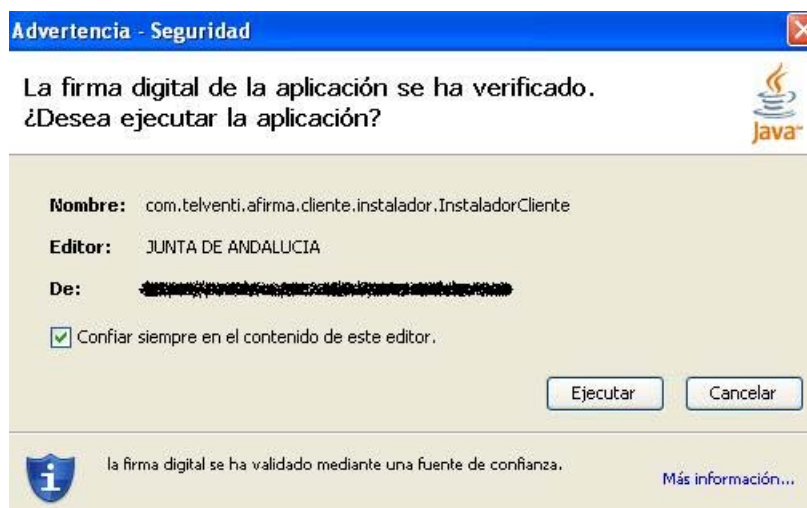 Advertencia - Seguridad
La firma digital de la aplicación se ha verificado.
¿Desea ejecutar la aplicación?
Java™
Nombre: com.telventi.afirma.cliente.instalador.InstaladorCliente
Editor: JUNTA DE ANDALUCIA
De:
Confiar siempre en el contenido de este editor.
Ejecutar Cancelar
la firma digital se ha validado mediante una fuente de confianza.
Más información...